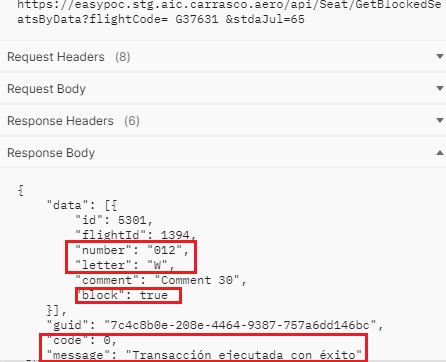 https://easypoc.stg.aic.carrasco.aero/api/Seat/GetBlockedSe
atsByData?flightCode= G37631 &stdaJul=65
Request Headers (8)
Request Body
Response Headers (6)
Response Body
{
"data": [{
"id": 5301,
"flightId": 1394,
"number": "012",
"letter": "W",
"comment": "Comment 30",
"block": true
}],
"guid": "7c4c8b0e-208e-4464-9387-757a6dd146bc",
"code": 0,
"message": "Transacción ejecutada con éxito"